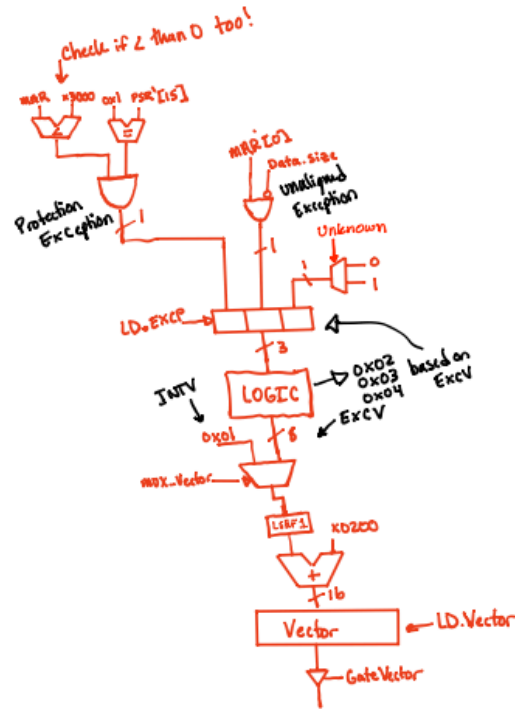 Check if < than 0 too!
MAR x3000 0x1 PSR[15]
< =
MAR[0]
Data.size
Protection
Exception
unaligned
Exception
1
1
Unknown
1
0
1
LD.EXCP
3
LOGIC
0x02
0x03
0x04
based on
EXCV
INTV
0x01
8
EXCV
mux_Vector
LSHF1
x0200
+
16
Vector
LD.Vector
GateVector